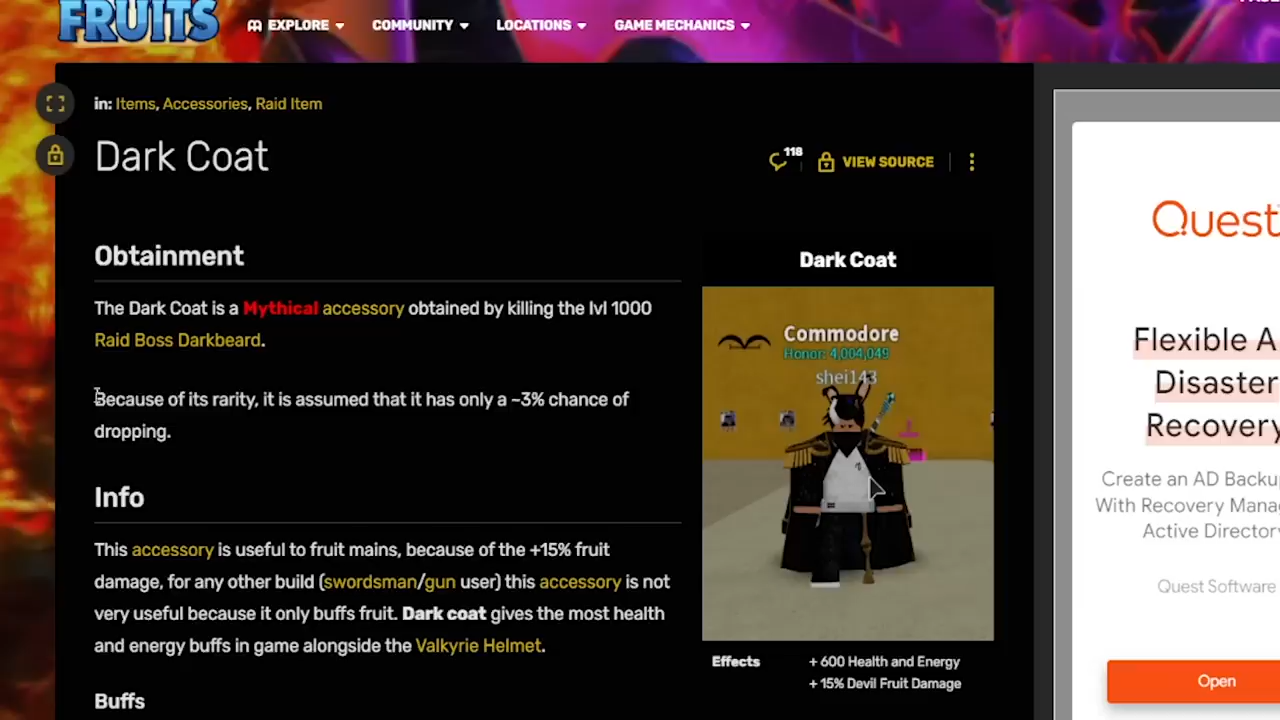 FRUITS
EXPLORE
COMMUNITY
LOCATIONS
GAME MECHANICS
in: Items, Accessories, Raid Item
Dark Coat
118
VIEW SOURCE
Obtainment
The Dark Coat is a Mythical accessory obtained by killing the lvl 1000
Raid Boss Darkbeard.
Because of its rarity, it is assumed that it has only a ~3% chance of
dropping.
Info
This accessory is useful to fruit mains, because of the +15% fruit
damage, for any other build (swordsman/gun user) this accessory is not
very useful because it only buffs fruit. Dark coat gives the most health
and energy buffs in game alongside the Valkyrie Helmet.
Buffs
Dark Coat
Commodore
Honor: 4,004,049
shei143
Effects
+ 600 Health and Energy
+ 15% Devil Fruit Damage
Quest
Flexible A
Disaster
Recovery
Create an AD Backu
With Recovery Mana
Active Directory
Quest Software
Open